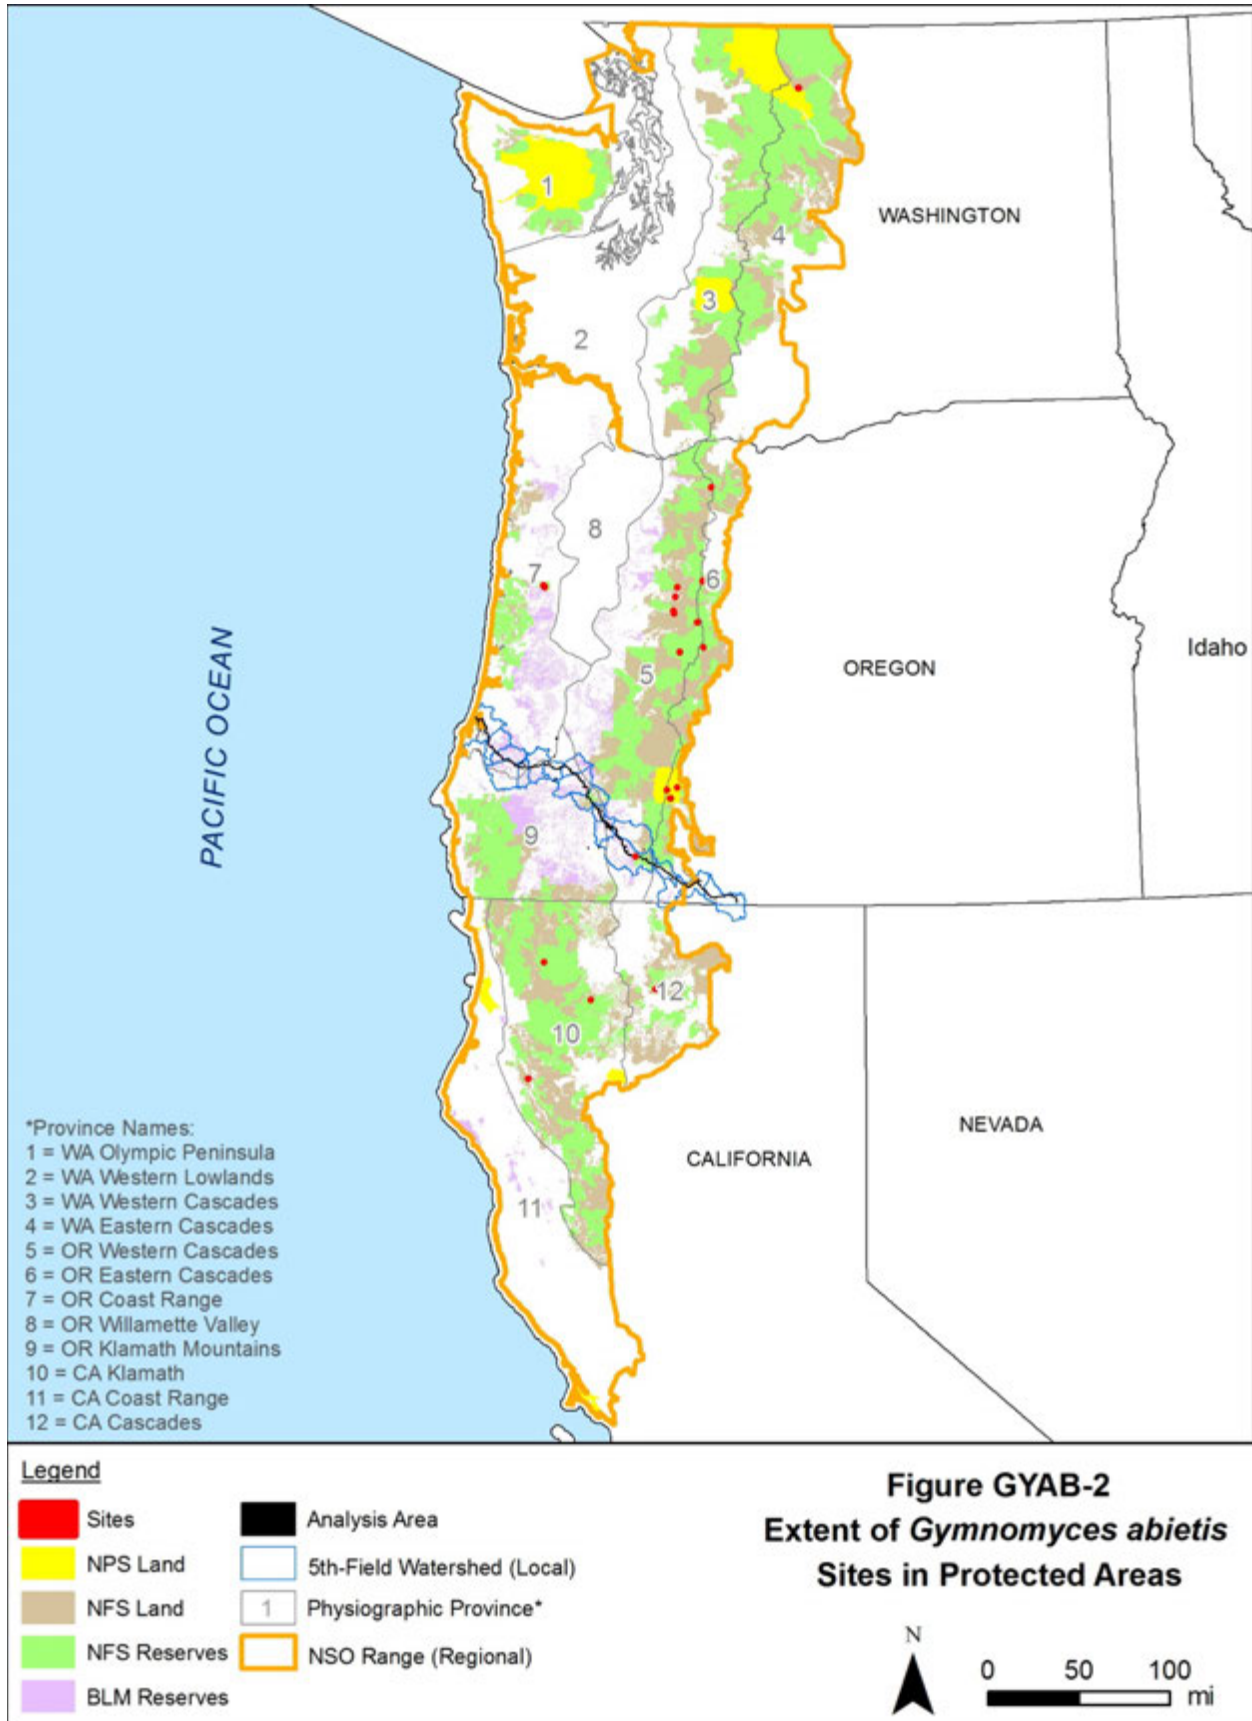 WASHINGTON
1
4
3
2
8
7
6
Idaho
OREGON
5
PACIFIC OCEAN
9
12
10
NEVADA
CALIFORNIA
11
*Province Names:
1 = WA Olympic Peninsula
2 = WA Western Lowlands
3 = WA Western Cascades
4 = WA Eastern Cascades
5 = OR Western Cascades
6 = OR Eastern Cascades
7 = OR Coast Range
8 = OR Willamette Valley
9 = OR Klamath Mountains
10 = CA Klamath
11 = CA Coast Range
12 = CA Cascades
Legend
Sites
NPS Land
NFS Land
NFS Reserves
BLM Reserves
Analysis Area
5th-Field Watershed (Local)
1 Physiographic Province*
NSO Range (Regional)
Figure GYAB-2
Extent of Gymnomyces abietis
Sites in Protected Areas
N
0 50 100
mi